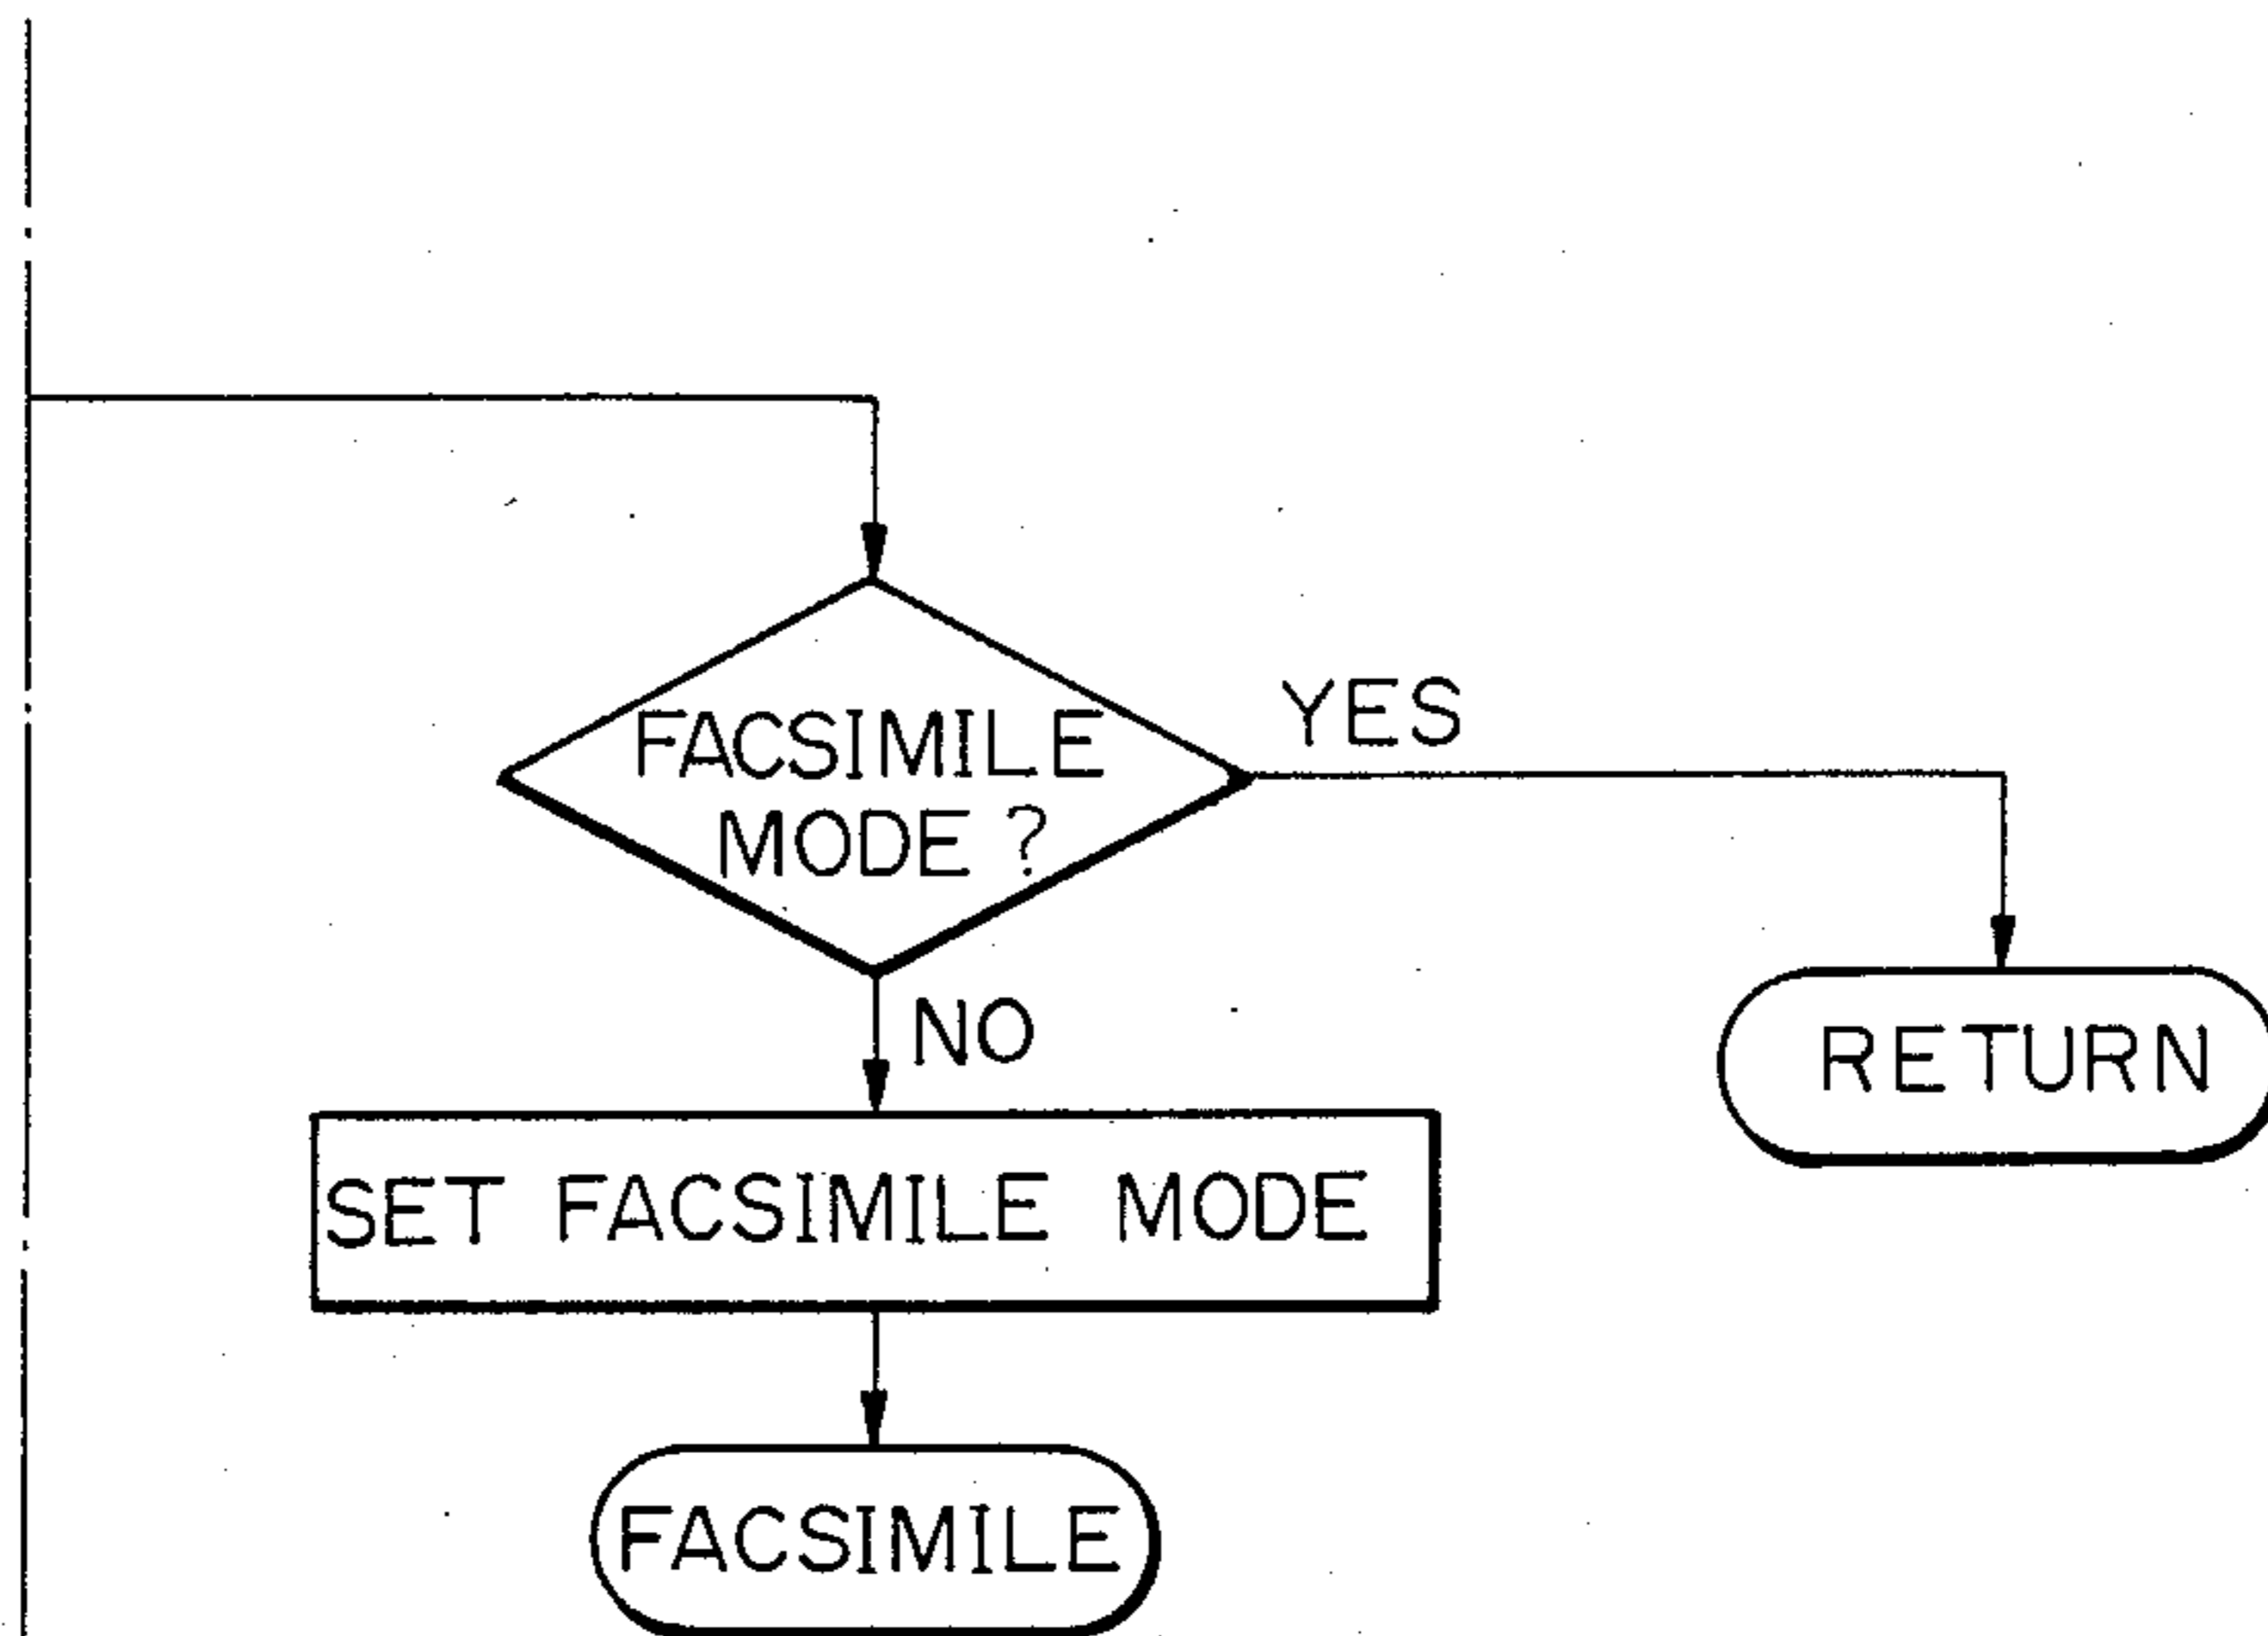 FACSIMILE
MODE ?
YES
NO
RETURN
SET FACSIMILE MODE
FACSIMILE